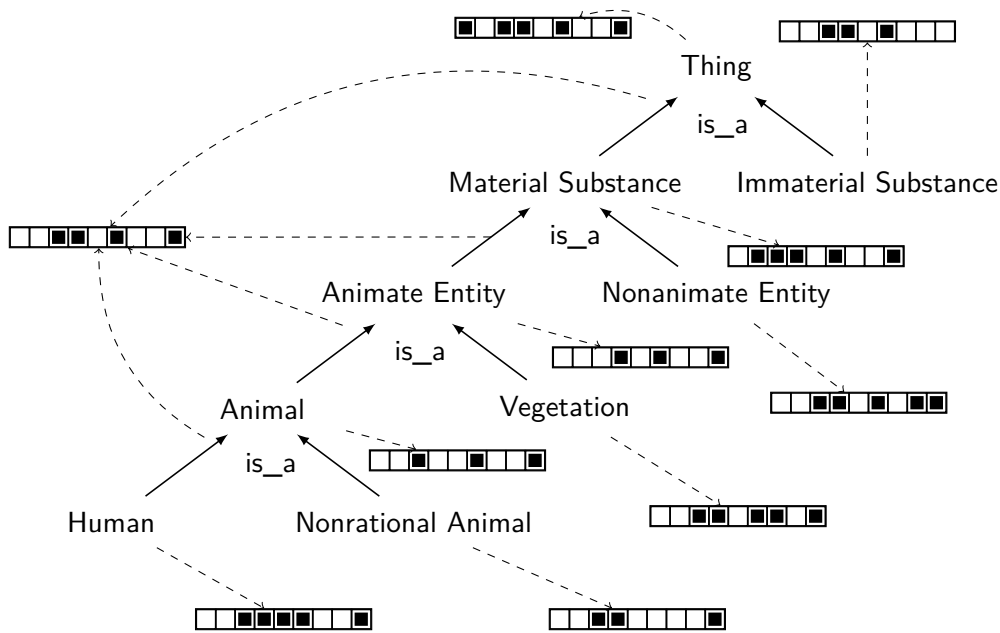 Thing
is_a
Material Substance
Immaterial Substance
is_a
Animate Entity
Nonanimate Entity
is_a
Animal
Vegetation
is_a
Human
Nonrational Animal